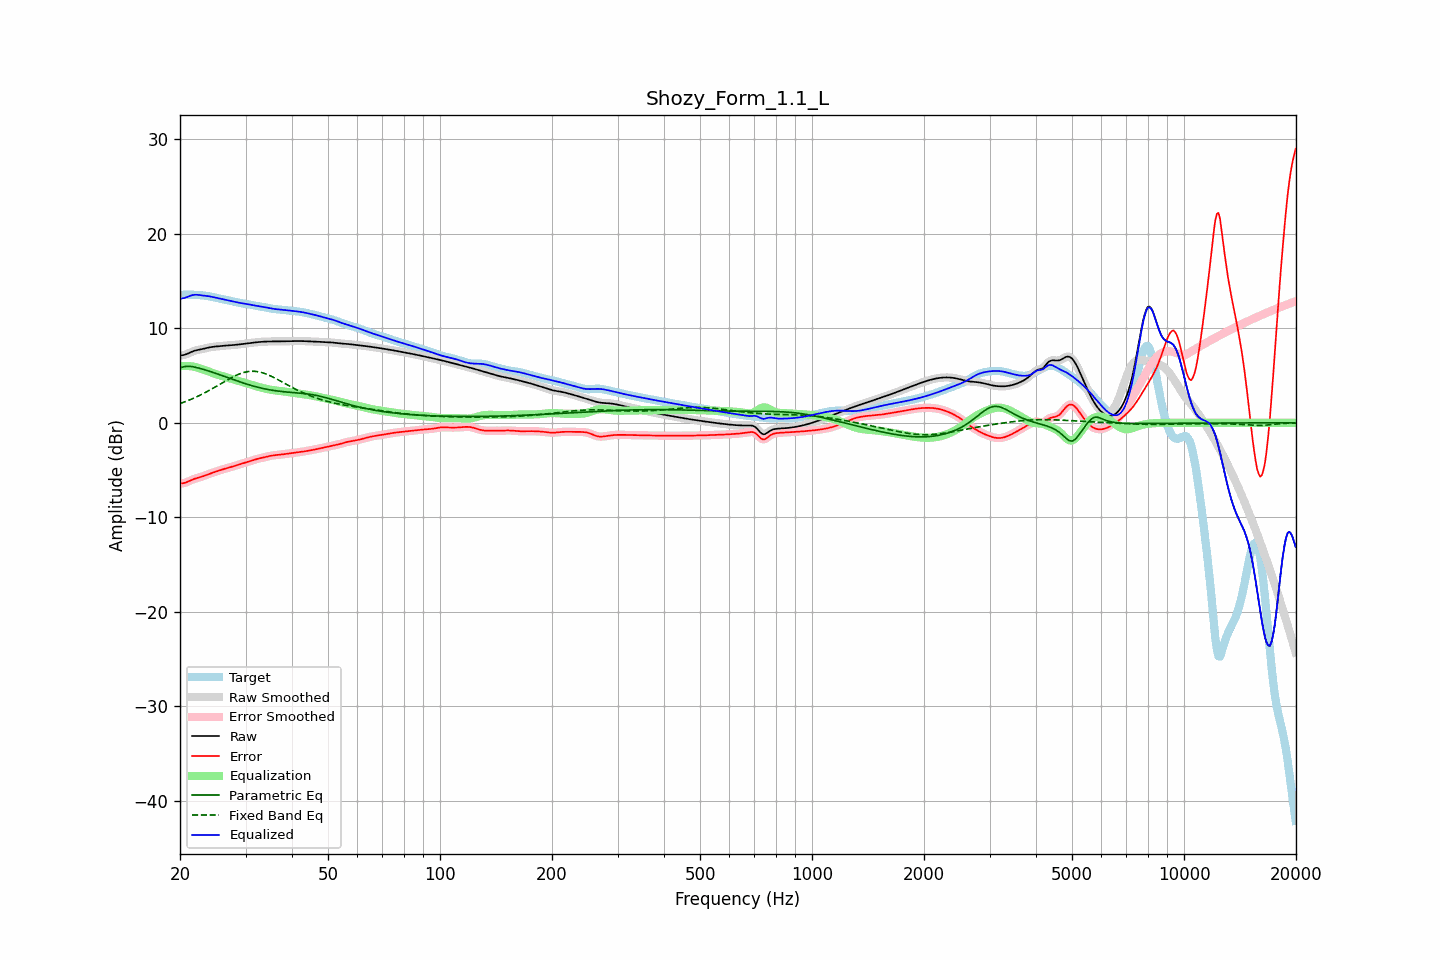 Shozy_Form_1.1_L
Amplitude (dBr)
30
20
10
0
−10
−20
−30
−40
Target
Raw Smoothed
Error Smoothed
Raw
Error
Equalization
Parametric Eq
Fixed Band Eq
Equalized
20 50 100 200 500 1000 2000 5000 10000 20000
Frequency (Hz)